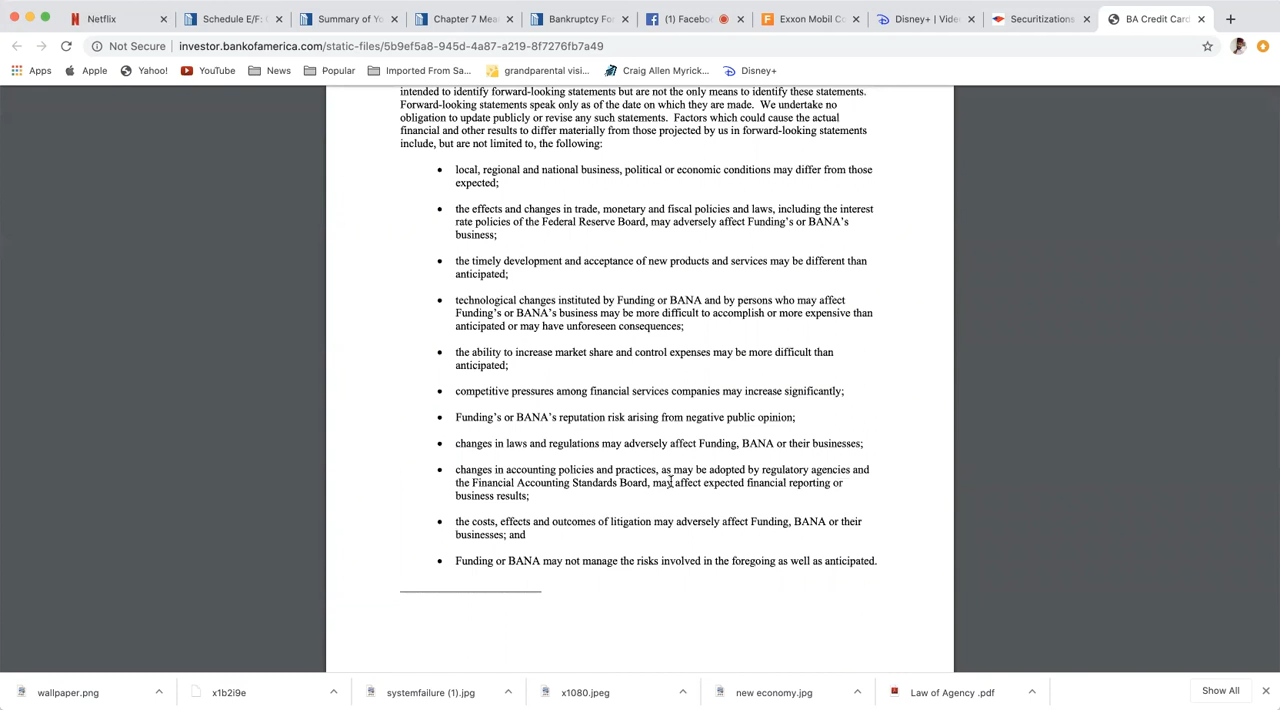 Netflix
Schedule E/F:
Summary of Yo
Chapter 7 Mea
Bankruptcy Fo
(1) Facebo
Exxon Mobil Co
Disney+ | Vide
Securitizations
BA Credit Card
Not Secure
investor.bankofamerica.com/static-files/5b9ef5a8-945d-4a87-a219-8f7276fb7a49
Apps
Apple
Yahoo!
YouTube
News
Popular
Imported From Sa...
grandparental visi...
Craig Allen Myrick...
Disney+
intended to identify forward-looking statements but are not the only means to identify these statements.
Forward-looking statements speak only as of the date on which they are made. We undertake no
obligation to update publicly or revise any such statements. Factors which could cause the actual
financial and other results to differ materially from those projected by us in forward-looking statements
include, but are not limited to, the following:
• local, regional and national business, political or economic conditions may differ from those
expected;
• the effects and changes in trade, monetary and fiscal policies and laws, including the interest
rate policies of the Federal Reserve Board, may adversely affect Funding's or BANA's
business;
• the timely development and acceptance of new products and services may be different than
anticipated;
• technological changes instituted by Funding or BANA and by persons who may affect
Funding's or BANA's business may be more difficult to accomplish or more expensive than
anticipated or may have unforeseen consequences;
• the ability to increase market share and control expenses may be more difficult than
anticipated;
• competitive pressures among financial services companies may increase significantly;
• Funding's or BANA's reputation risk arising from negative public opinion;
• changes in laws and regulations may adversely affect Funding, BANA or their businesses;
• changes in accounting policies and practices, as may be adopted by regulatory agencies and
the Financial Accounting Standards Board, may affect expected financial reporting or
business results;
• the costs, effects and outcomes of litigation may adversely affect Funding, BANA or their
businesses; and
• Funding or BANA may not manage the risks involved in the foregoing as well as anticipated.
wallpaper.png
x1b2i9e
systemfailure (1).jpg
x1080.jpeg
new economy.jpg
Law of Agency .pdf
Show All